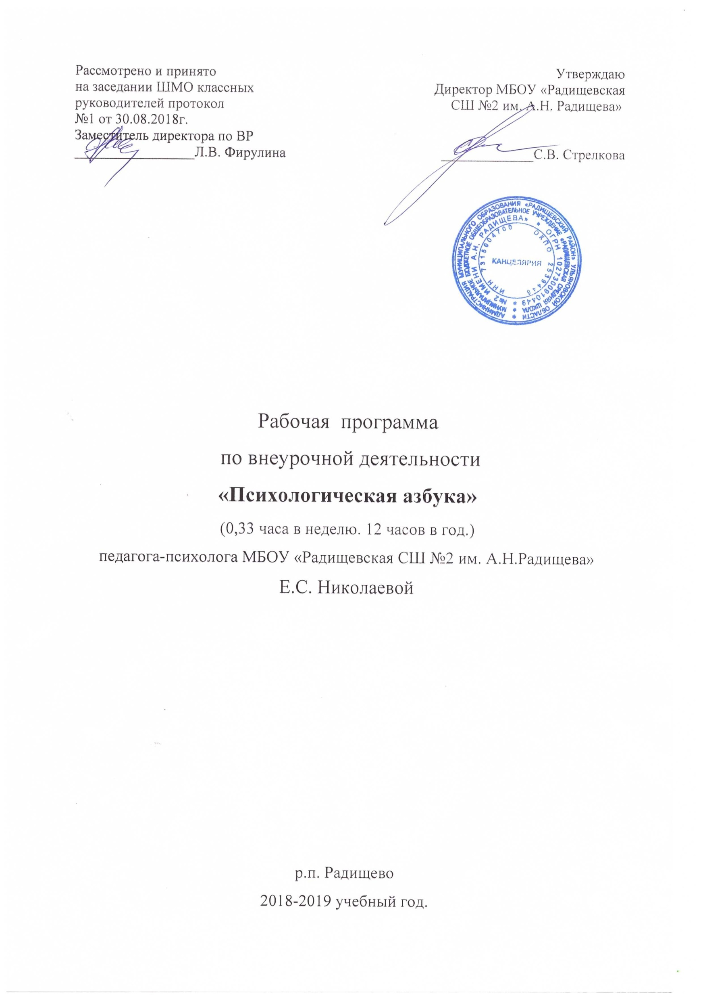 Рассмотрено и принято
на заседании ШМО классных
руководителей протокол
№1 от 30.08.2018г.
Заместитель директора по ВР
Л.В. Фирулина
Утверждаю
Директор МБОУ «Радищевская
СШ №2 им. А.Н. Радищева»
С.В. Стрелкова
АДМИНИСТРАЦИЯ МУНИЦИПАЛЬНОГО ОБРАЗОВАНИЯ «РАДИЩЕВСКИЙ РАЙОН» УЛЬЯНОВСКОЙ ОБЛАСТИ *
МУНИЦИПАЛЬНОЕ БЮДЖЕТНОЕ ОБЩЕОБРАЗОВАТЕЛЬНОЕ УЧРЕЖДЕНИЕ «РАДИЩЕВСКАЯ СРЕДНЯЯ ШКОЛА *
№2 ИМЕНИ А.Н. РАДИЩЕВА» * ОГРН 1027300910449 *
ИНН 7315004700 ОКПО 2539446
КАНЦЕЛЯРИЯ
Рабочая программа
по внеурочной деятельности
«Психологическая азбука»
(0,33 часа в неделю. 12 часов в год.)
педагога-психолога МБОУ «Радищевская СШ №2 им. А.Н.Радищева»
Е.С. Николаевой
р.п. Радищево
2018-2019 учебный год.